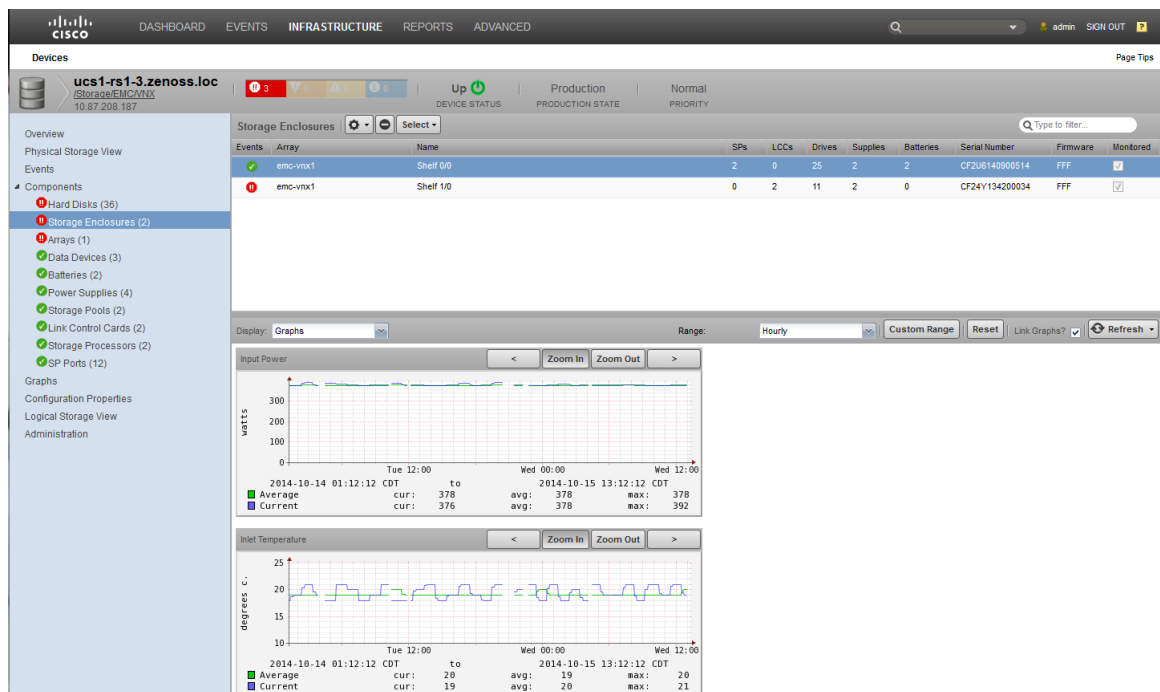 CISCO DASHBOARD EVENTS INFRASTRUCTURE REPORTS ADVANCED admin SIGN OUT ?
Devices Page Tips
ucs1-rs1-3.zenoss.loc
/Storage/EMC/VNX
10.87.208.187
3 0 0 0
Up
DEVICE STATUS
Production
PRODUCTION STATE
Normal
PRIORITY
Overview
Physical Storage View
Events
Components
Hard Disks (36)
Storage Enclosures (2)
Arrays (1)
Data Devices (3)
Batteries (2)
Power Supplies (4)
Storage Pools (2)
Link Control Cards (2)
Storage Processors (2)
SP Ports (12)
Graphs
Configuration Properties
Logical Storage View
Administration
Storage Enclosures Select Type to filter...
Events Array Name SPs LCCs Drives Supplies Batteries Serial Number Firmware Monitored
emc-vnx1 Shelf 0/0 2 0 25 2 2 CF2U6140900514 FFF
emc-vnx1 Shelf 1/0 0 2 11 2 0 CF24Y134200034 FFF
Display: Graphs Range: Hourly Custom Range Reset Link Graphs? Refresh
Input Power < Zoom In Zoom Out >
watts
300
200
100
0
Tue 12:00 Wed 00:00 Wed 12:00
2014-10-14 01:12:12 CDT to 2014-10-15 13:12:12 CDT
Average cur: 378 avg: 378 max: 378
Current cur: 376 avg: 378 max: 392
Inlet Temperature < Zoom In Zoom Out >
degrees c.
25
20
15
10
Tue 12:00 Wed 00:00 Wed 12:00
2014-10-14 01:12:12 CDT to 2014-10-15 13:12:12 CDT
Average cur: 20 avg: 19 max: 20
Current cur: 19 avg: 20 max: 21